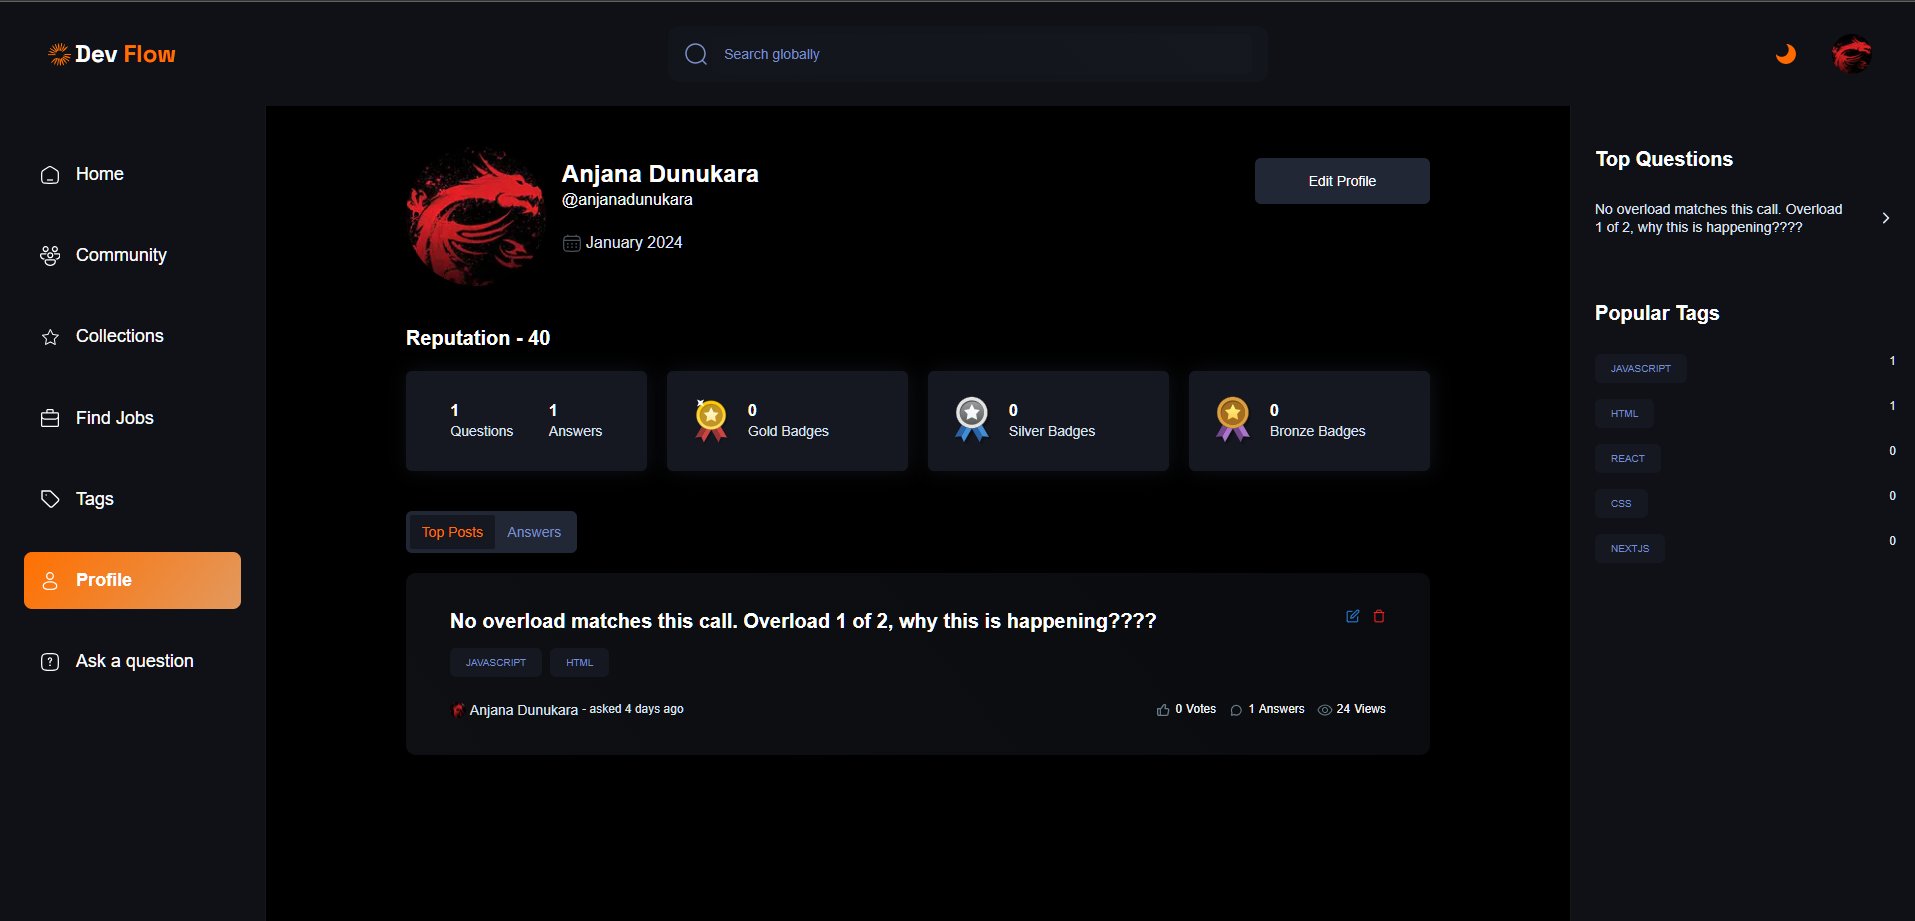 Dev Flow
Search globally
Home
Community
Collections
Find Jobs
Tags
Profile
Ask a question
Anjana Dunukara
@anjanadunukara
January 2024
Edit Profile
Reputation - 40
1
Questions
1
Answers
0
Gold Badges
0
Silver Badges
0
Bronze Badges
Top Posts
Answers
No overload matches this call. Overload 1 of 2, why this is happening????
JAVASCRIPT
HTML
Anjana Dunukara - asked 4 days ago
0 Votes
1 Answers
24 Views
Top Questions
No overload matches this call. Overload
1 of 2, why this is happening????
Popular Tags
JAVASCRIPT 1
HTML 1
REACT 0
CSS 0
NEXTJS 0